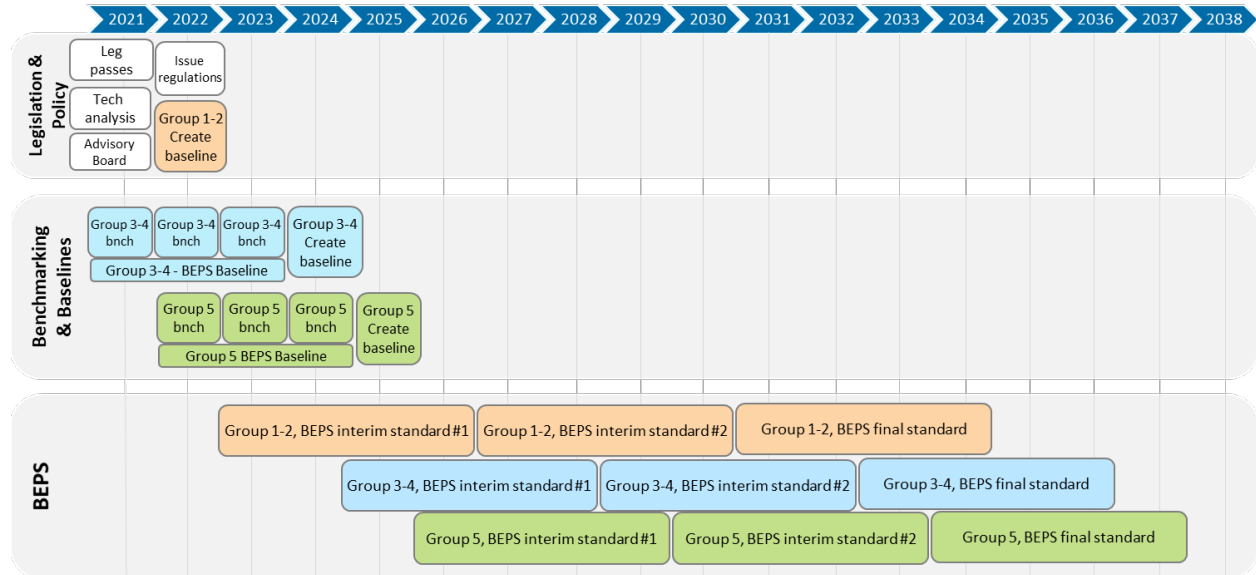 2021 2022 2023 2024 2025 2026 2027 2028 2029 2030 2031 2032 2033 2034 2035 2036 2037 2038
Legislation &
Policy
Leg
passes
Issue
regulations
Tech
analysis
Group 1-2
Create
baseline
Advisory
Board
Benchmarking
& Baselines
Group 3-4
bnch
Group 3-4
bnch
Group 3-4
bnch
Group 3-4
Create
baseline
Group 3-4 - BEPS Baseline
Group 5
bnch
Group 5
bnch
Group 5
bnch
Group 5
Create
baseline
Group 5 BEPS Baseline
BEPS
Group 1-2, BEPS interim standard #1
Group 1-2, BEPS interim standard #2
Group 1-2, BEPS final standard
Group 3-4, BEPS interim standard #1
Group 3-4, BEPS interim standard #2
Group 3-4, BEPS final standard
Group 5, BEPS interim standard #1
Group 5, BEPS interim standard #2
Group 5, BEPS final standard